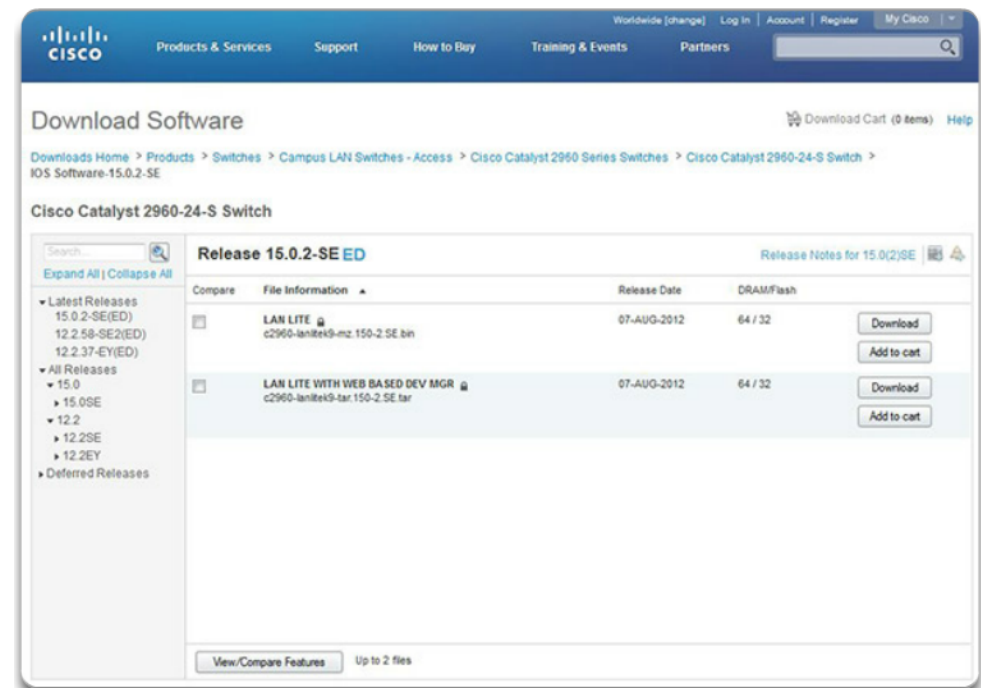 Worldwide [change] Log In Account Register My Cisco
CISCO Products & Services Support How to Buy Training & Events Partners
Download Software
Download Cart (0 items) Help
Downloads Home > Products > Switches > Campus LAN Switches - Access > Cisco Catalyst 2960 Series Switches > Cisco Catalyst 2960-24-S Switch >
IOS Software-15.0.2-SE
Cisco Catalyst 2960-24-S Switch
Search...
Expand All | Collapse All
Latest Releases
15.0.2-SE(ED)
12.2.58-SE2(ED)
12.2.37-EY(ED)
All Releases
15.0
15.0SE
12.2
12.2SE
12.2EY
Deferred Releases
Release 15.0.2-SE ED
Release Notes for 15.0(2)SE
Compare File Information Release Date DRAM/Flash
LAN LITE 07-AUG-2012 64 / 32 Download
c2960-lanlitek9-mz.150-2.SE.bin
Add to cart
LAN LITE WITH WEB BASED DEV MGR 07-AUG-2012 64 / 32 Download
c2960-lanlitek9-tar.150-2.SE.tar
Add to cart
View/Compare Features Up to 2 files